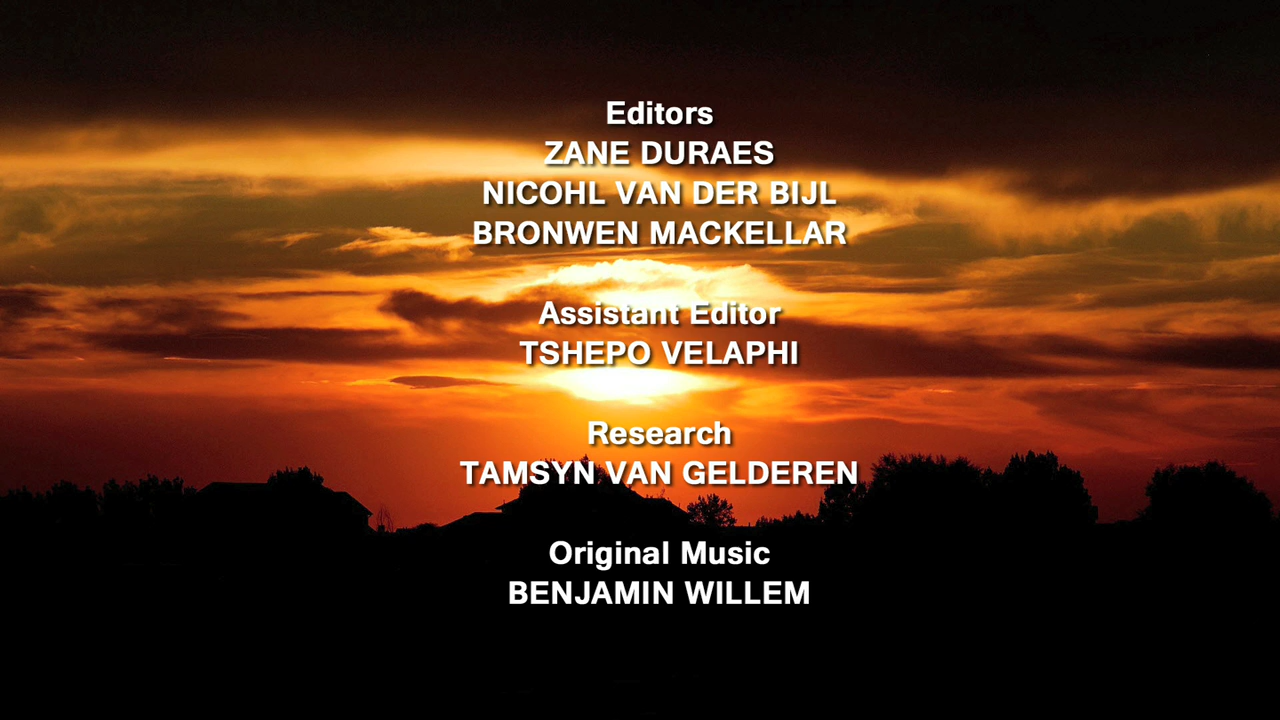 Editors
ZANE DURAES
NICOHL VAN DER BIJL
BRONWEN MACKELLAR
Assistant Editor
TSHEPO VELAPHI
Research
TAMSYN VAN GELDEREN
Original Music
BENJAMIN WILLEM